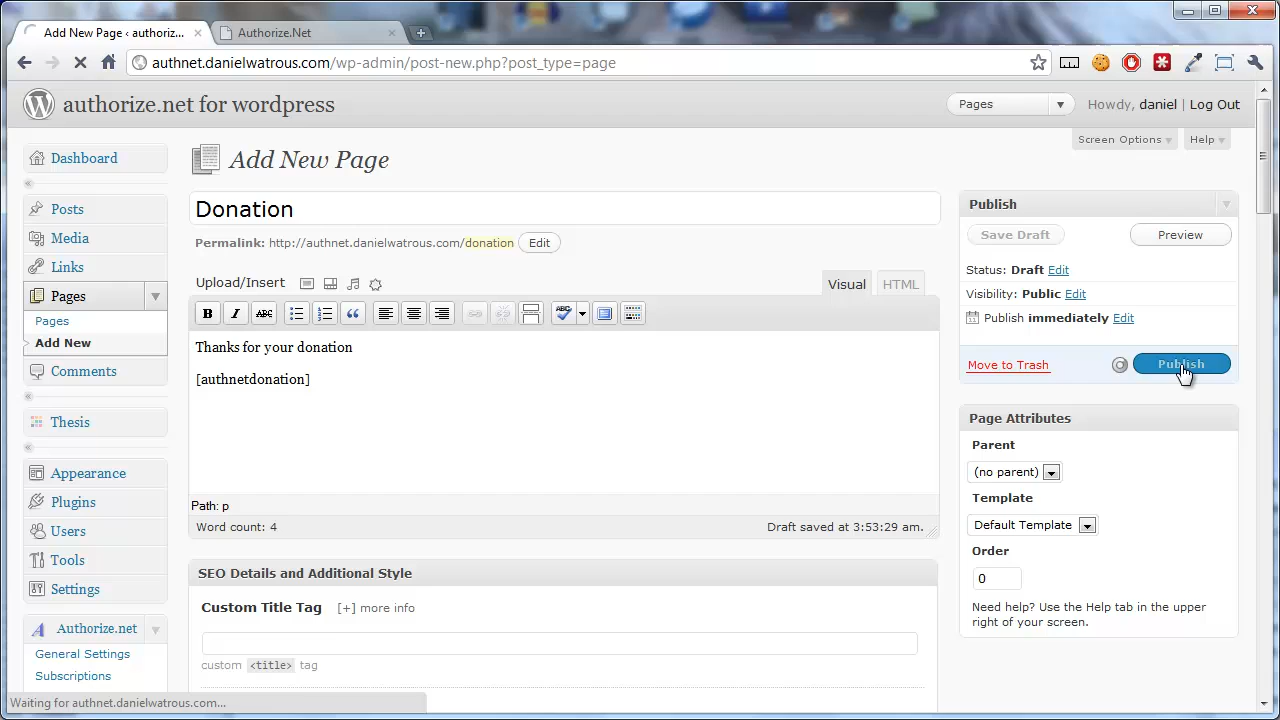 Add New Page ‹ authoriz...
Authorize.Net
authnet.danielwatrous.com/wp-admin/post-new.php?post_type=page
authorize.net for wordpress
Pages
Howdy, daniel | Log Out
Screen Options
Help
Dashboard
Posts
Media
Links
Pages
Pages
Add New
Comments
Thesis
Appearance
Plugins
Users
Tools
Settings
Authorize.net
General Settings
Subscriptions
Add New Page
Donation
Permalink: http://authnet.danielwatrous.com/donation Edit
Upload/Insert
Visual
HTML
B I ABC
ABC
Thanks for your donation
[authnetdonation]
Path: p
Word count: 4
Draft saved at 3:53:29 am.
SEO Details and Additional Style
Custom Title Tag [+] more info
custom <title> tag
Publish
Save Draft
Preview
Status: Draft Edit
Visibility: Public Edit
Publish immediately Edit
Move to Trash
Publish
Page Attributes
Parent
(no parent)
Template
Default Template
Order
0
Need help? Use the Help tab in the upper
right of your screen.
Waiting for authnet.danielwatrous.com...